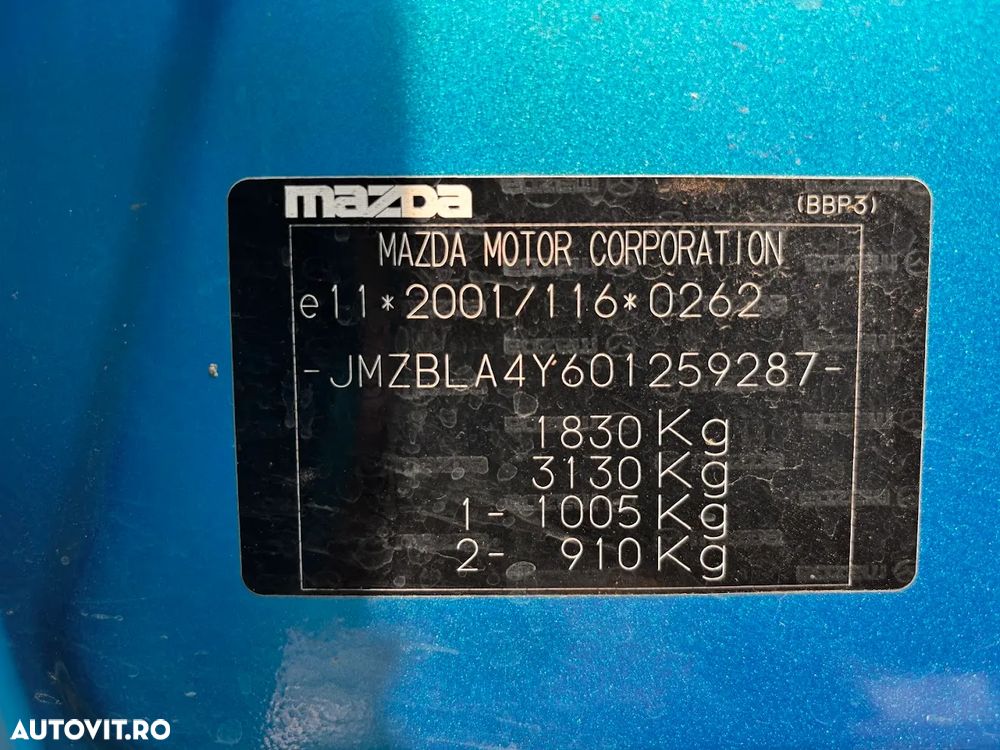 mazDa
(BBP3)
MAZDA MOTOR CORPORATION
e11*2001/116*0262
-JMZBLA4Y601259287-
1830 Kg
3130 Kg
1- 1005 Kg
2- 910 Kg
AUTOVIT.RO